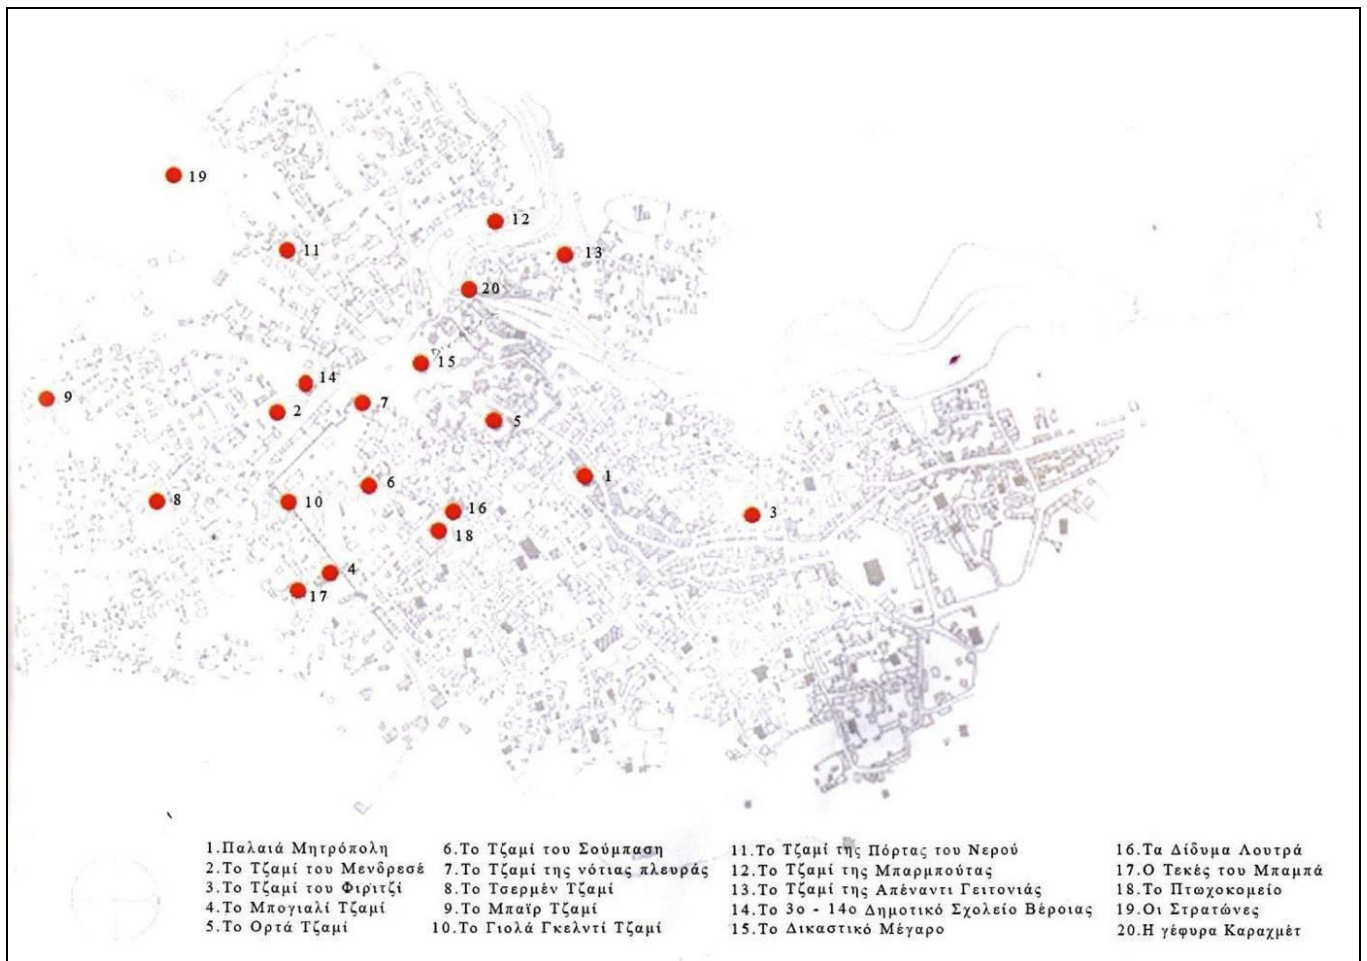 19
12
11
13
20
15
14
9
7
2
5
1
6
8
10
16
3
18
4
17
1.Παλαιά Μητρόπολη
2.Το Τζαμί του Μενδρεσέ
3.Το Τζαμί του Φιριτζί
4.Το Μπογιαλί Τζαμί
5.Το Ορτά Τζαμί
6.Το Τζαμί του Σούμπαση
7.Το Τζαμί της νότιας πλευράς
8.Το Τσερμέν Τζαμί
9.Το Μπαϊρ Τζαμί
10.Το Γιολά Γκελντί Τζαμί
11.Το Τζαμί της Πόρτας του Νερού
12.Το Τζαμί της Μπαρμπούτας
13.Το Τζαμί της Απέναντι Γειτονιάς
14.Το 3ο - 14ο Δημοτικό Σχολείο Βέροιας
15.Το Δικαστικό Μέγαρο
16.Τα Δίδυμα Λουτρά
17.Ο Τεκές του Μπαμπά
18.Το Πτωχοκομείο
19.Οι Στρατώνες
20.Η γέφυρα Καραχμέτ